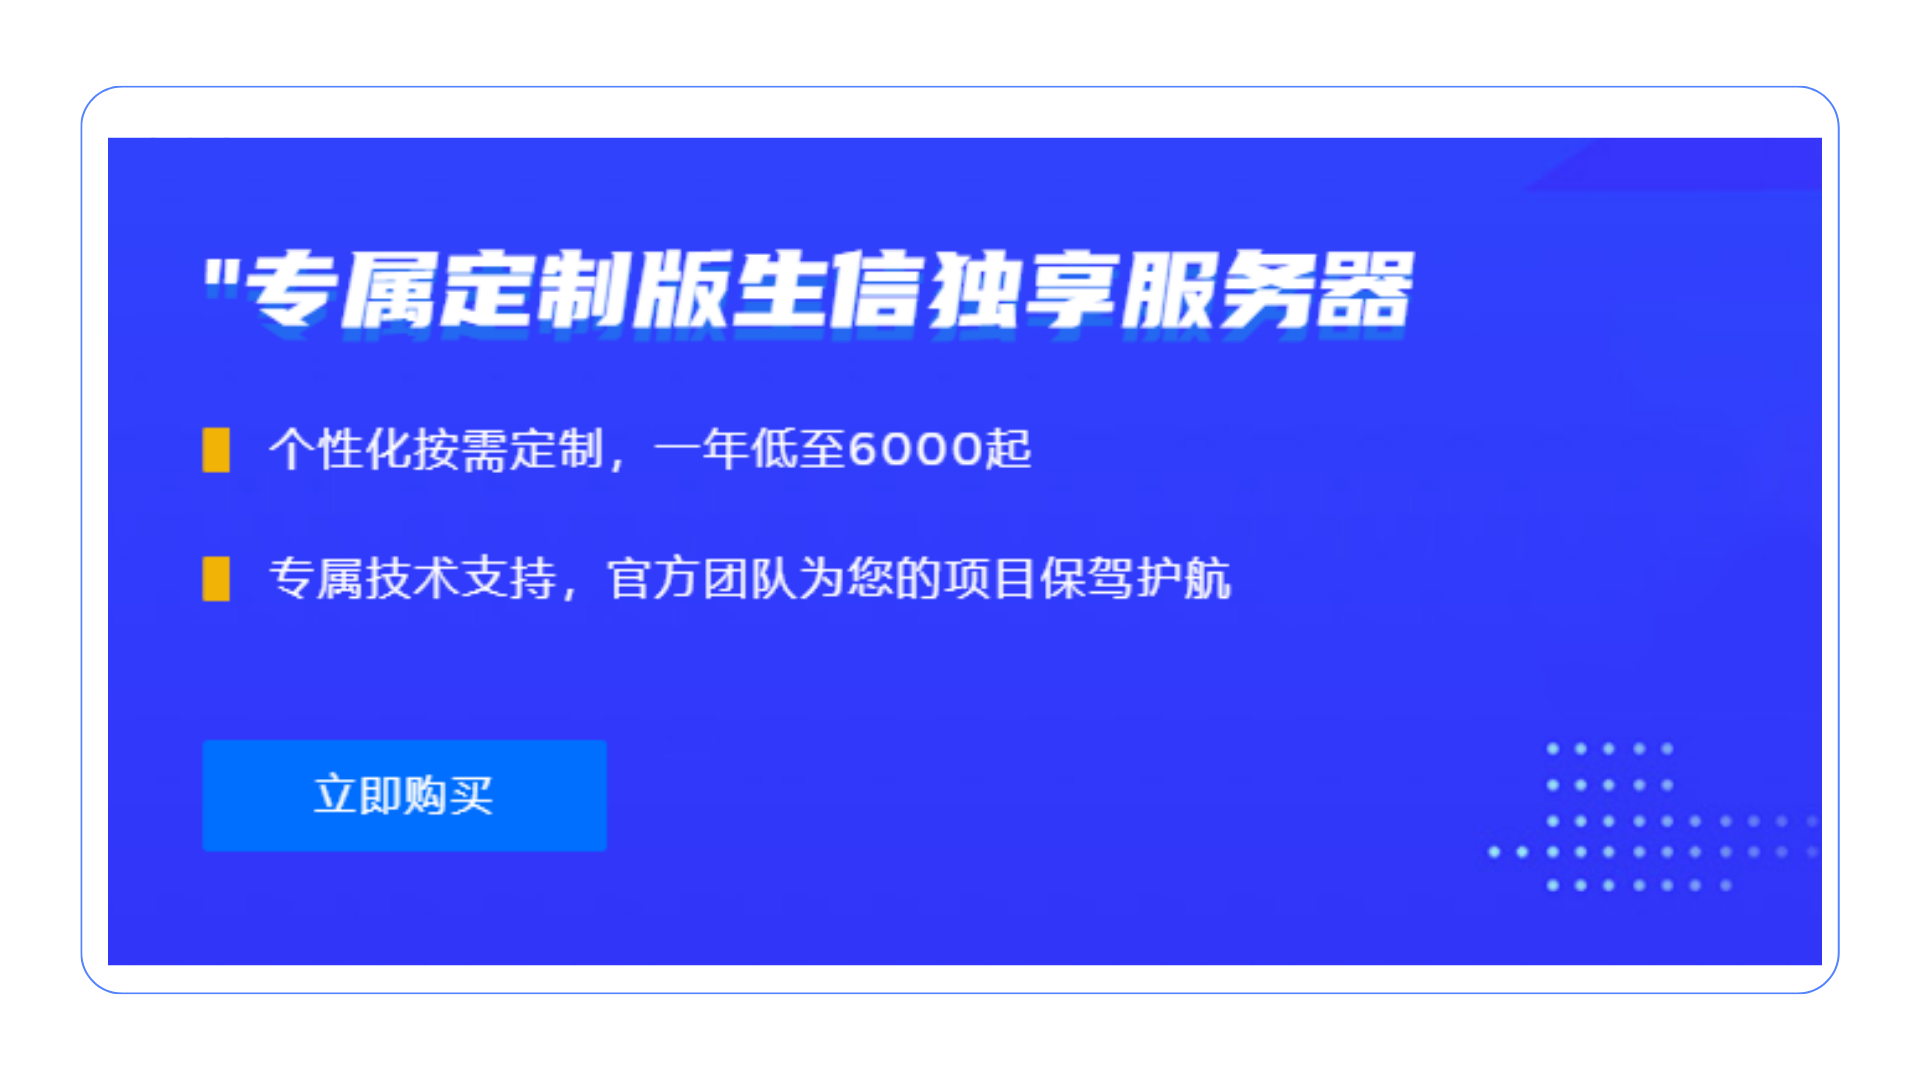 "专属定制版生信独享服务器
个性化按需定制，一年低至6000起
专属技术支持，官方团队为您的项目保驾护航
立即购买